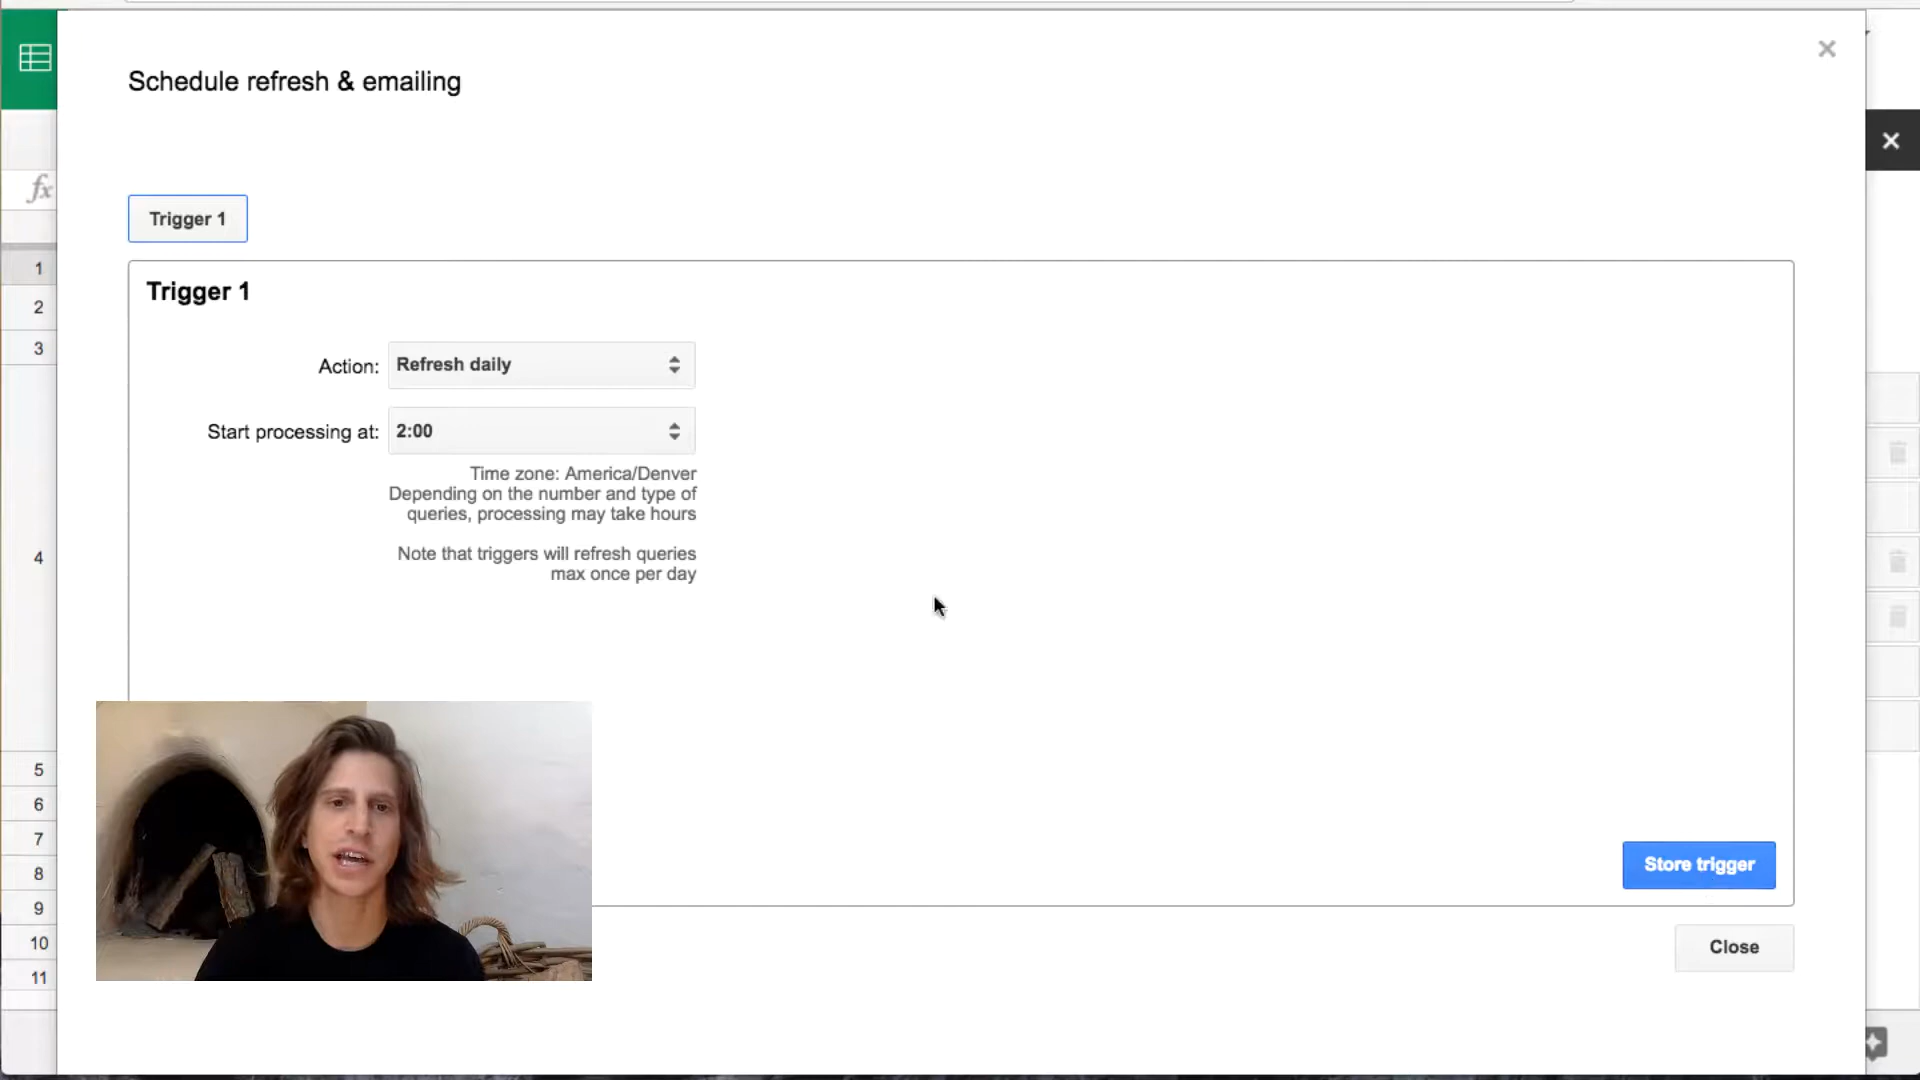 Schedule refresh & emailing
Trigger 1
Trigger 1
Action:
Refresh daily
Start processing at:
2:00
Time zone: America/Denver
Depending on the number and type of
queries, processing may take hours
Note that triggers will refresh queries
max once per day
Store trigger
Close
fx
1
2
3
4
5
6
7
8
9
10
11